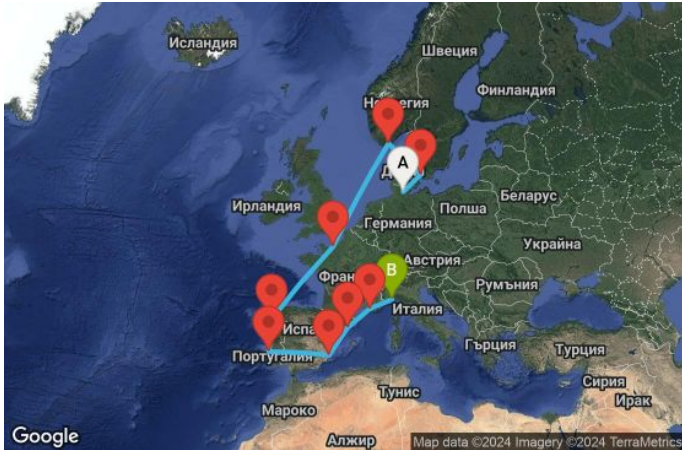 Исландия
Швеция
Финландия
Норвегия
A
Беларус
Ирландия
Полша
Германия
Украйна
B
Австрия
Румъния
Италия
Португалия
Гърция
Турция
Тунис
Сирия
Ирак
Мароко
Алжир
Google
Map data ©2024 Imagery ©2024 TerraMetrics